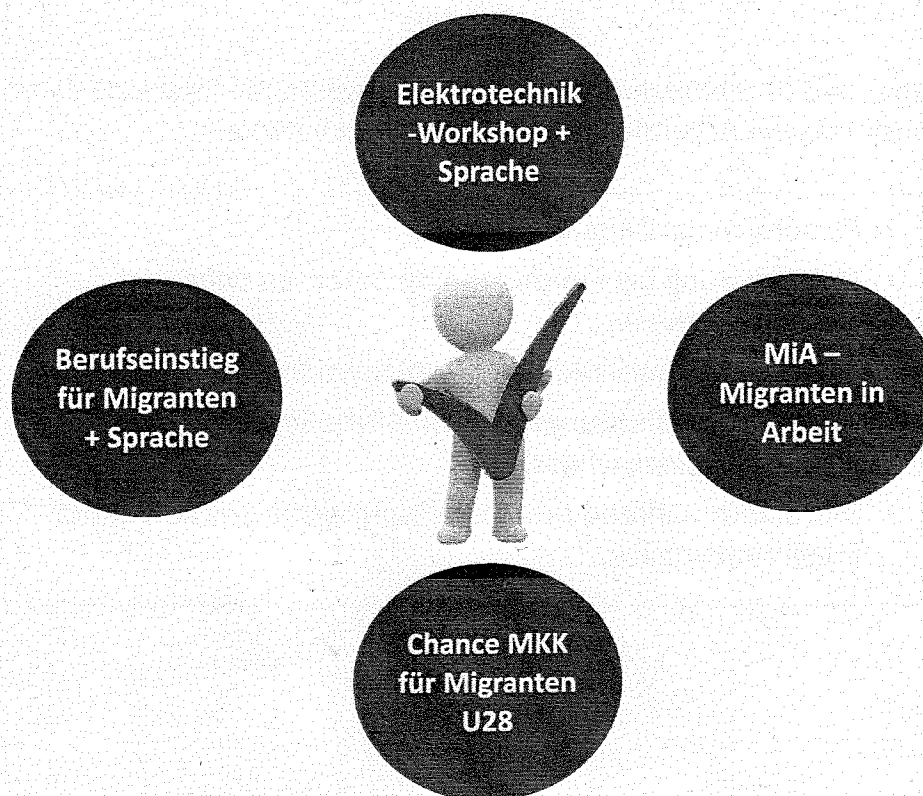 Elektrotechnik
-Workshop +
Sprache
Berufseinstieg
für Migranten
+ Sprache
MiA –
Migranten in
Arbeit
Chance MKK
für Migranten
U28